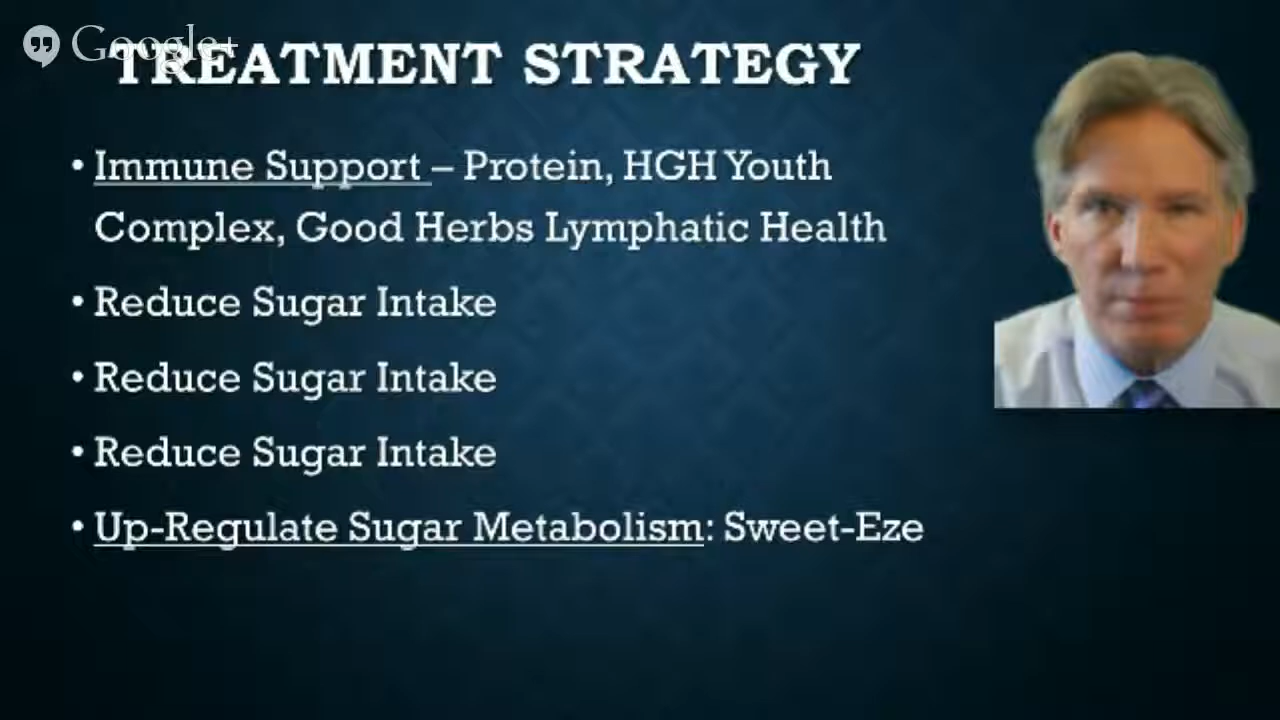 Google+
TREATMENT STRATEGY
• Immune Support – Protein, HGH Youth
Complex, Good Herbs Lymphatic Health
• Reduce Sugar Intake
• Reduce Sugar Intake
• Reduce Sugar Intake
• Up-Regulate Sugar Metabolism: Sweet-Eze